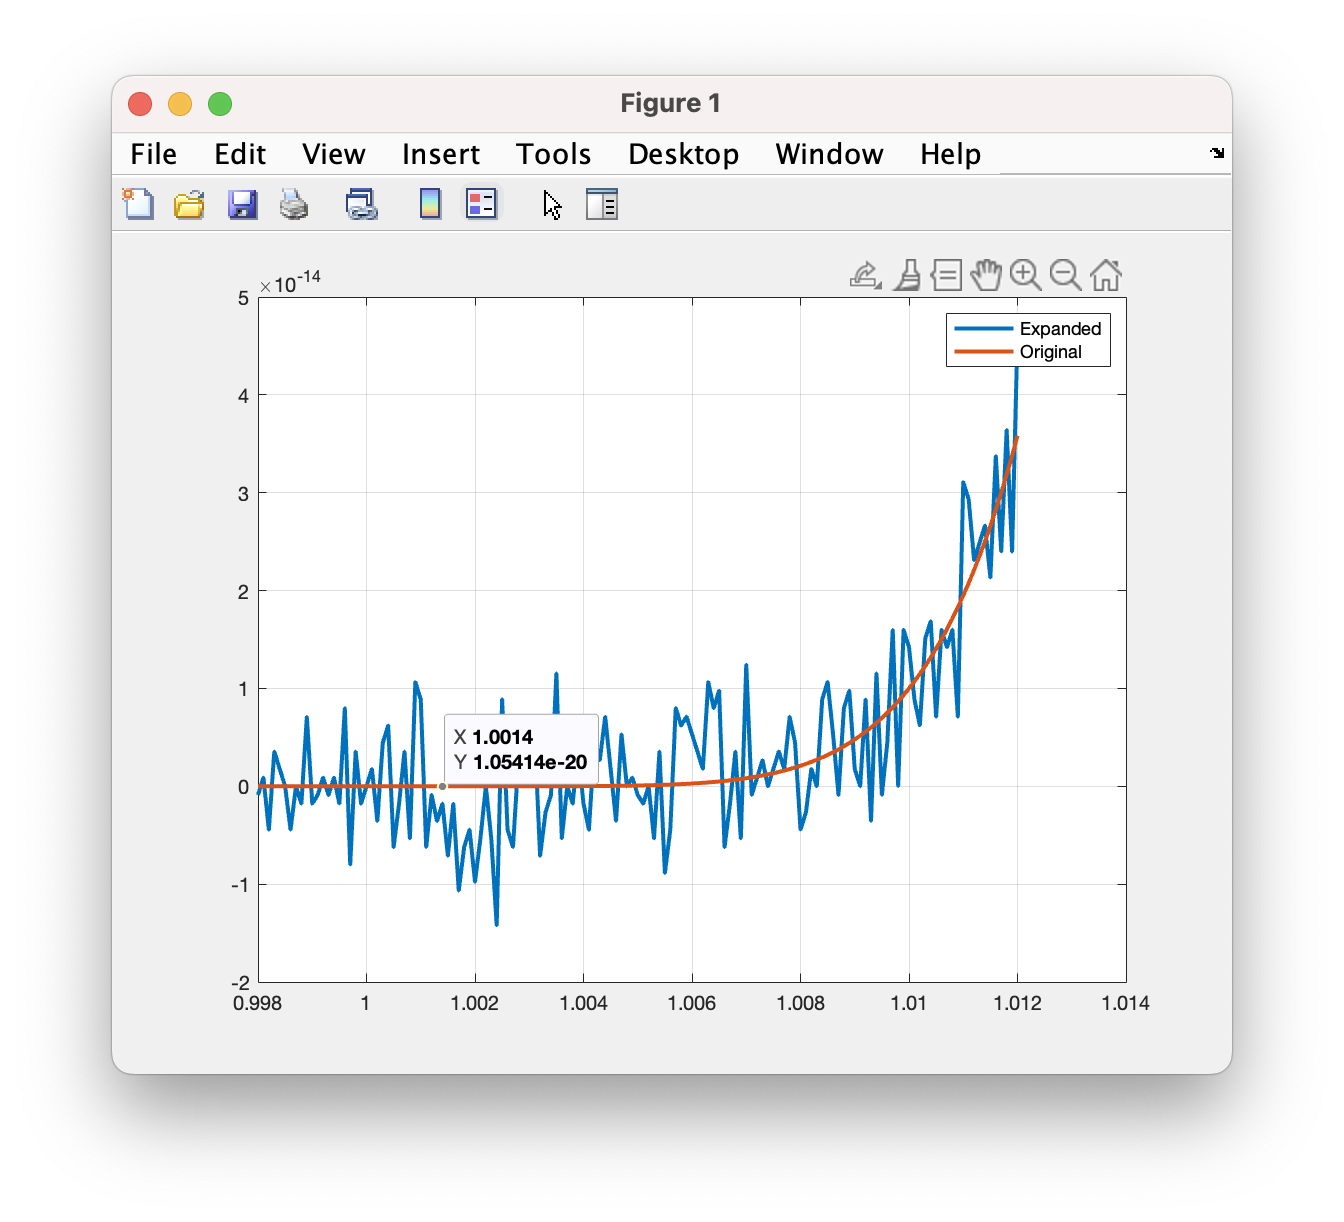 Figure 1
File Edit View Insert Tools Desktop Window Help
×10-14
5
4
3
2
1
0
-1
-2
0.998 1 1.002 1.004 1.006 1.008 1.01 1.012 1.014
Expanded
Original
X 1.0014
Y 1.05414e-20